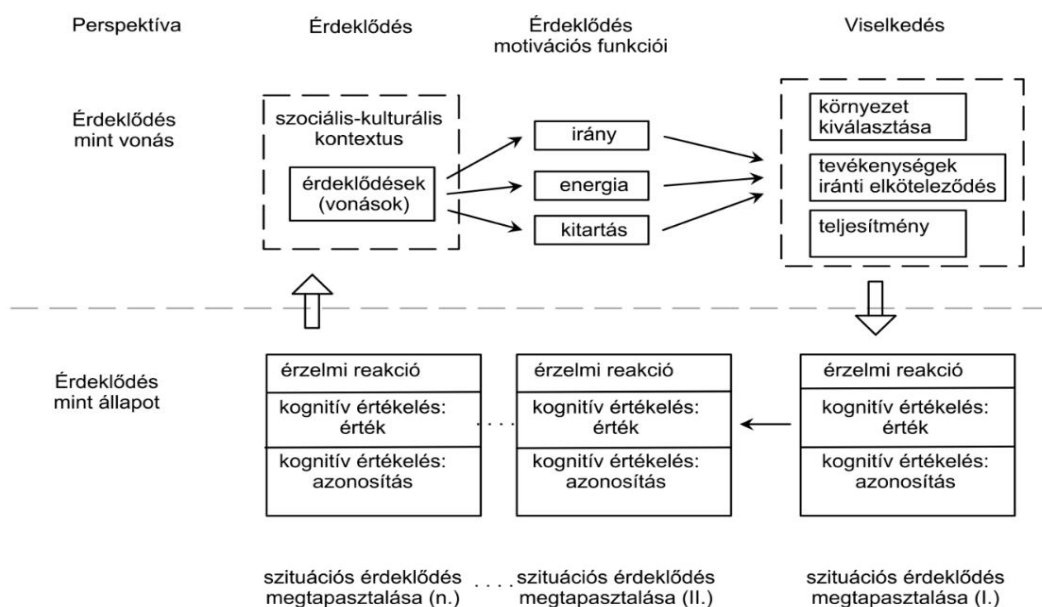 Perspektíva
Érdeklődés
Érdeklődés
motivációs funkciói
Viselkedés
Érdeklődés
mint vonás
szociális-kulturális
kontextus
érdeklődések
(vonások)
irány
energia
kitartás
környezet
kiválasztása
tevékenységek
iránti elköteleződés
teljesítmény
Érdeklődés
mint állapot
érzelmi reakció
kognitív értékelés:
érték
kognitív értékelés:
azonosítás
érzelmi reakció
kognitív értékelés:
érték
kognitív értékelés:
azonosítás
érzelmi reakció
kognitív értékelés:
érték
kognitív értékelés:
azonosítás
szituációs érdeklődés
megtapasztalása (n.)
szituációs érdeklődés
megtapasztalása (II.)
szituációs érdeklődés
megtapasztalása (I.)